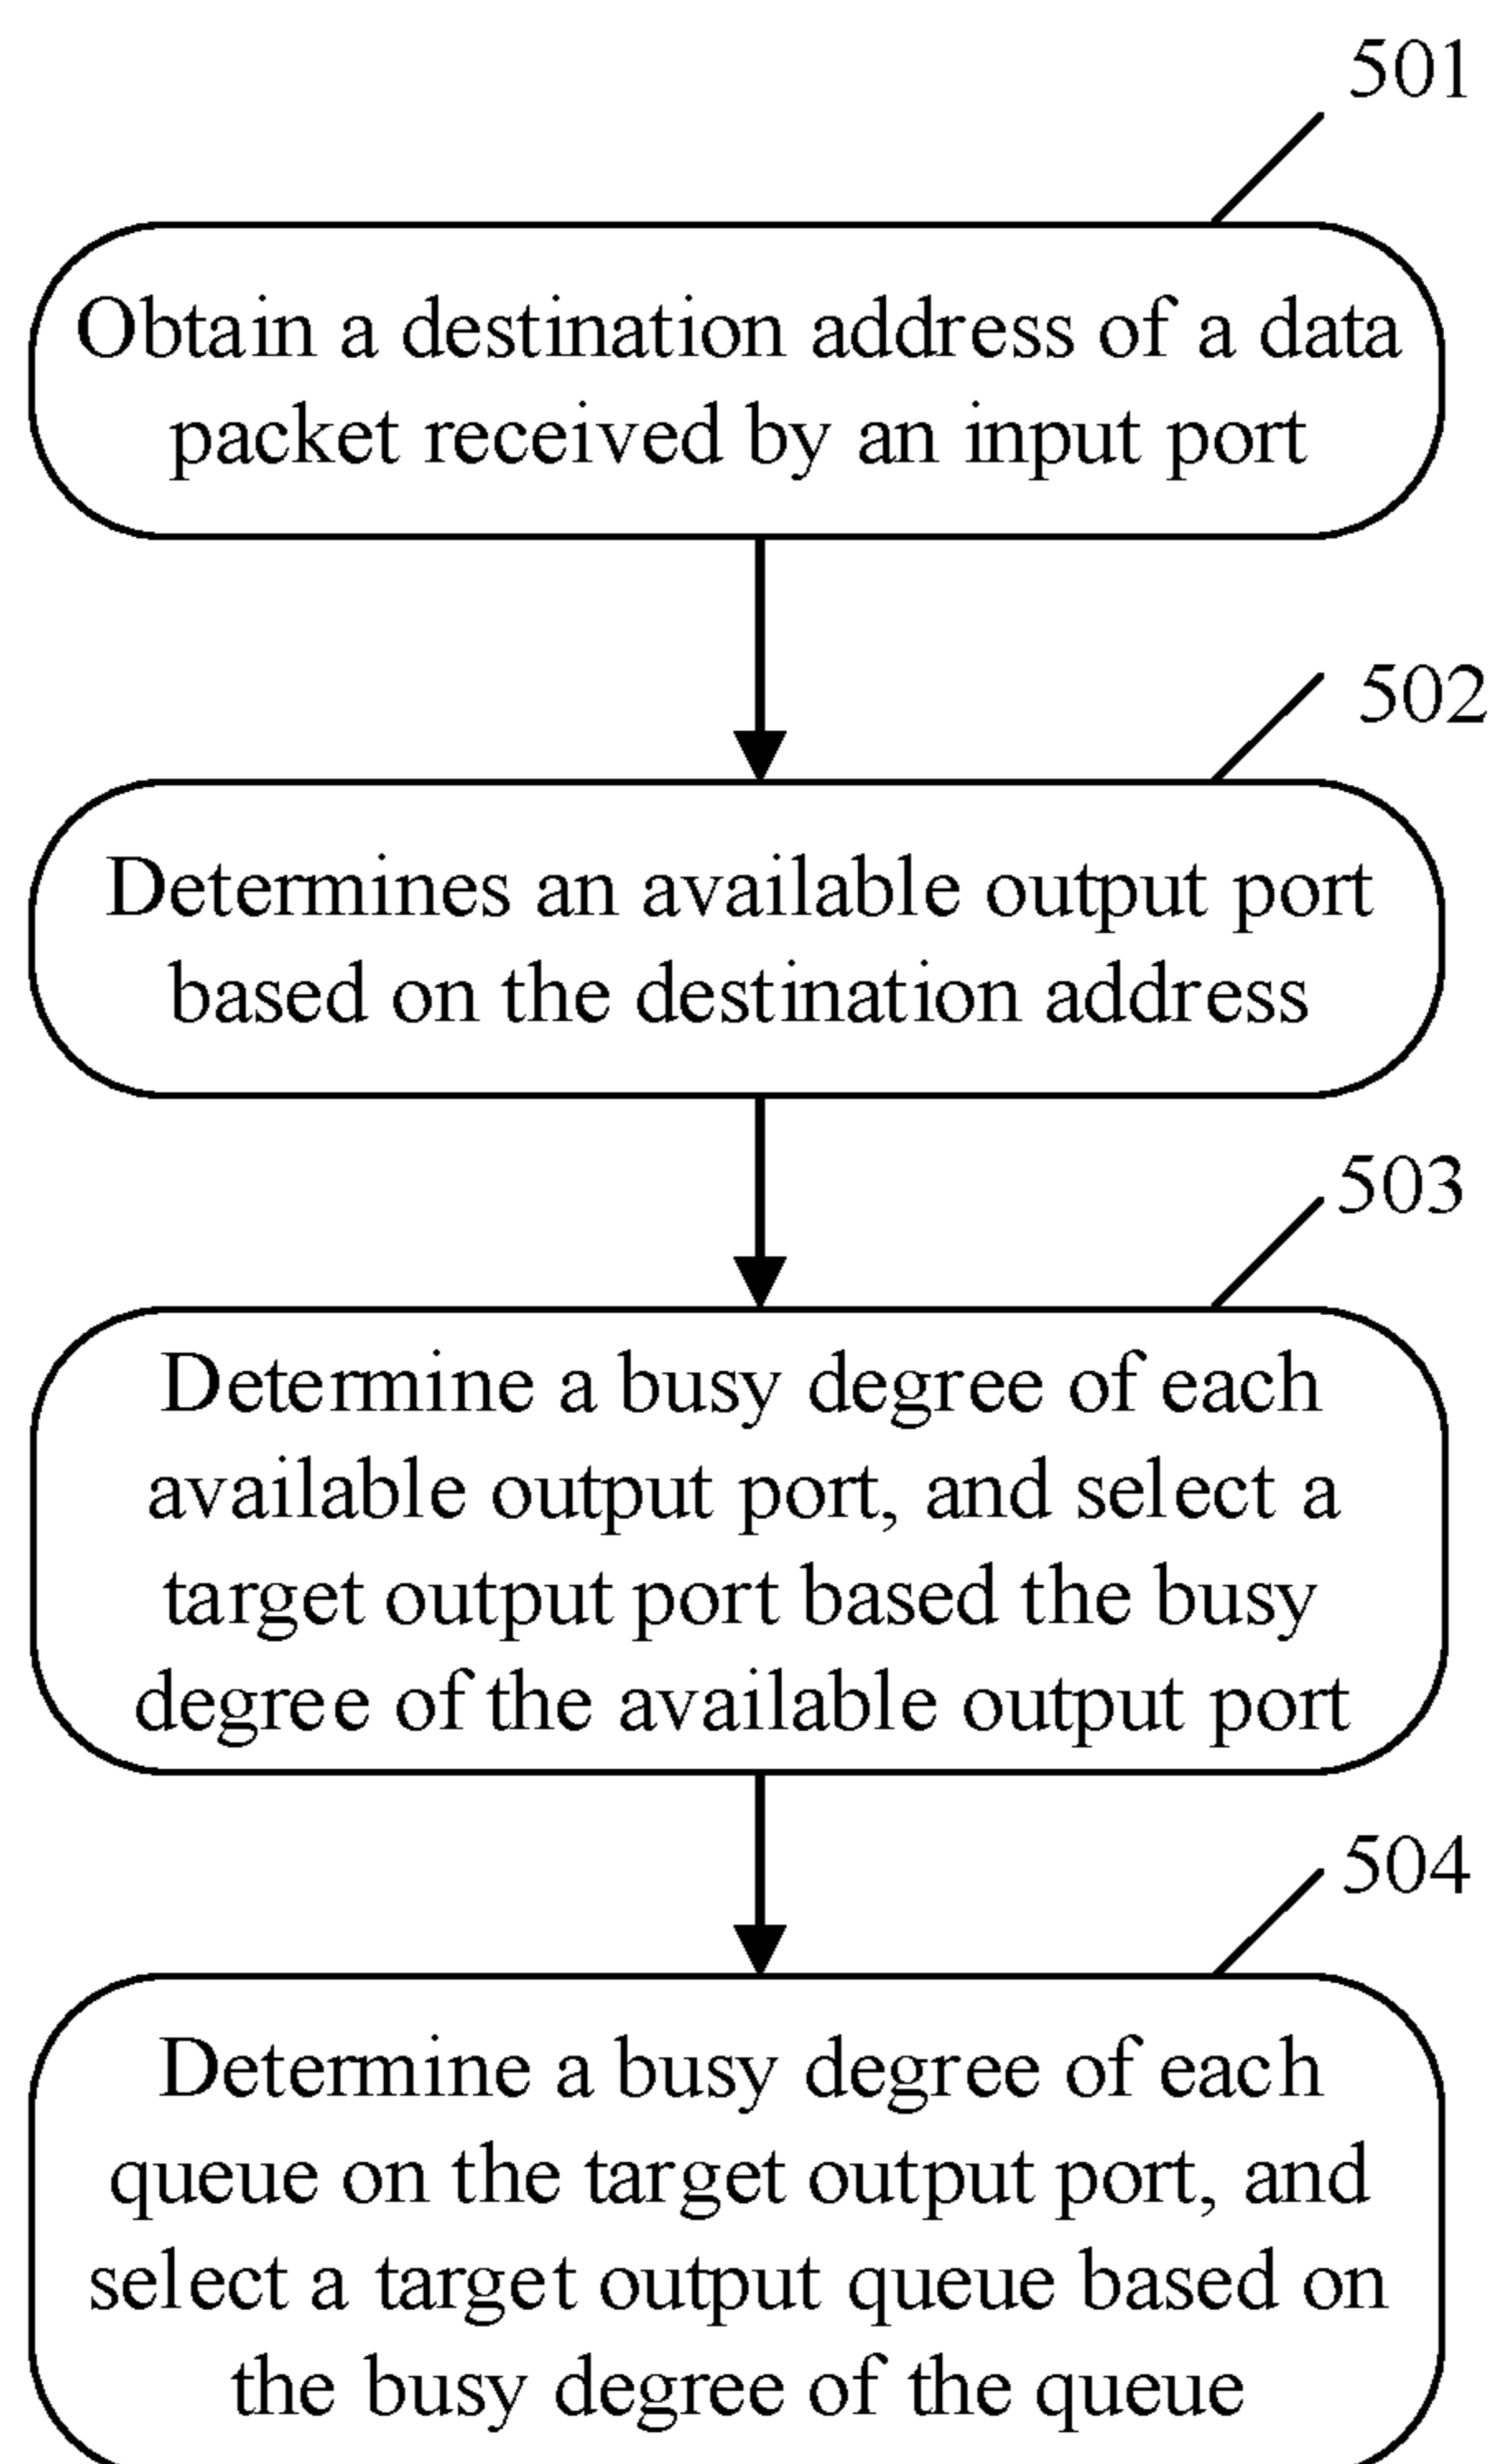 501
Obtain a destination address of a data
packet received by an input port
502
Determines an available output port
based on the destination address
503
Determine a busy degree of each
available output port, and select a
target output port based the busy
degree of the available output port
504
Determine a busy degree of each
queue on the target output port, and
select a target output queue based on
the busy degree of the queue